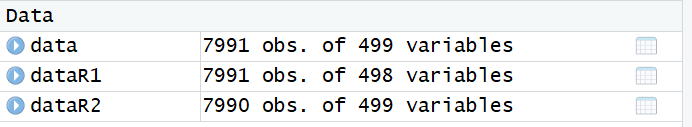 Data
data 7991 obs. of 499 variables
dataR1 7991 obs. of 498 variables
dataR2 7990 obs. of 499 variables